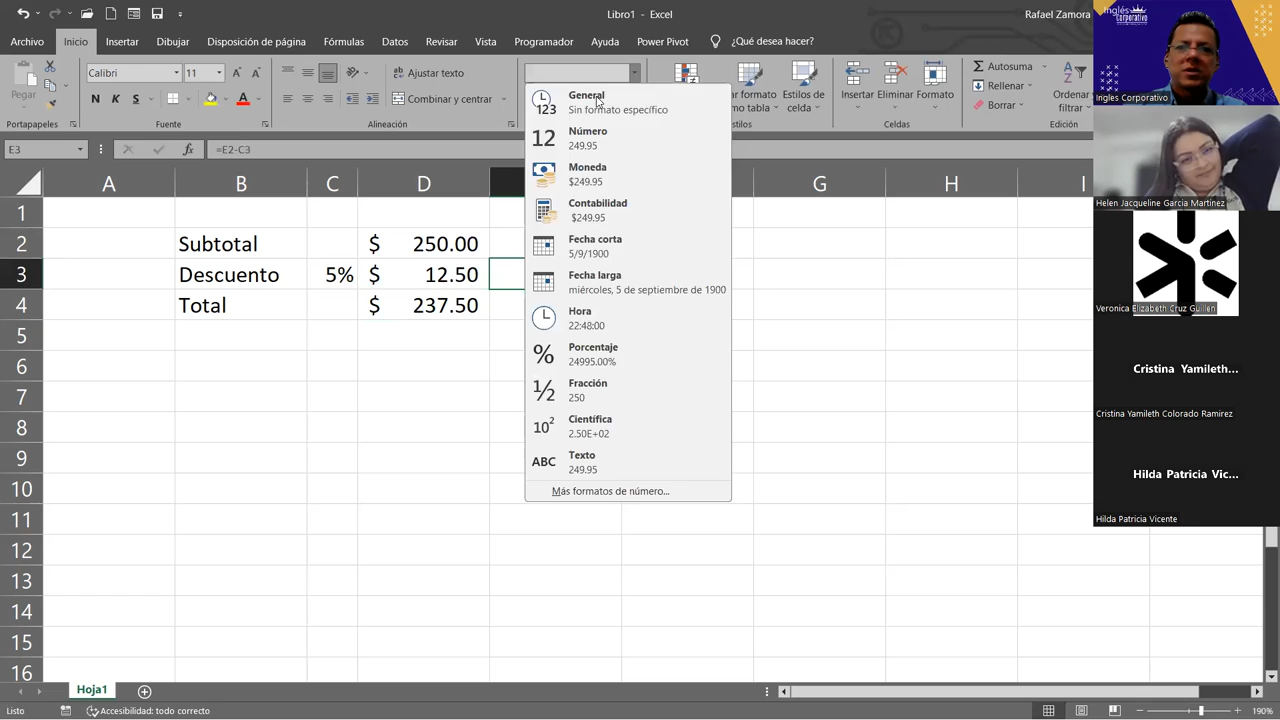 Libro1 - Excel
Rafael Zamora
Archivo Inicio Insertar Dibujar Disposición de página Fórmulas Datos Revisar Vista Programador Ayuda Power Pivot ¿Qué desea hacer?
Pegar
Calibri 11
N K S
Ajustar texto
Combinar y centrar
Dar formato como tabla
Estilos de celda
Insertar Eliminar Formato
Autosuma
Rellenar
Borrar
Ordenar filtrar
Portapapeles Fuente Alineación Celdas Edición
General
Sin formato específico
Número
249.95
Moneda
$249.95
Contabilidad
$249.95
Fecha corta
5/9/1900
Fecha larga
miércoles, 5 de septiembre de 1900
Hora
22:48:00
Porcentaje
24995.00%
Fracción
250
Científica
2.50E+02
Texto
249.95
Más formatos de número...
E3 fx =E2-C3
A B C D G H I
1
2 Subtotal $ 250.00
3 Descuento 5% $ 12.50
4 Total $ 237.50
5
6
7
8
9
10
11
12
13
14
15
16
Hoja1
Listo Accesibilidad: todo correcto 190%
Inglés Corporativo
Ingles Corporativo
Helen Jacqueline Garcia Martinez
Veronica Elizabeth Cruz Guillen
Cristina Yamileth...
Cristina Yamileth Colorado Ramirez
Hilda Patricia Vic...
Hilda Patricia Vicente